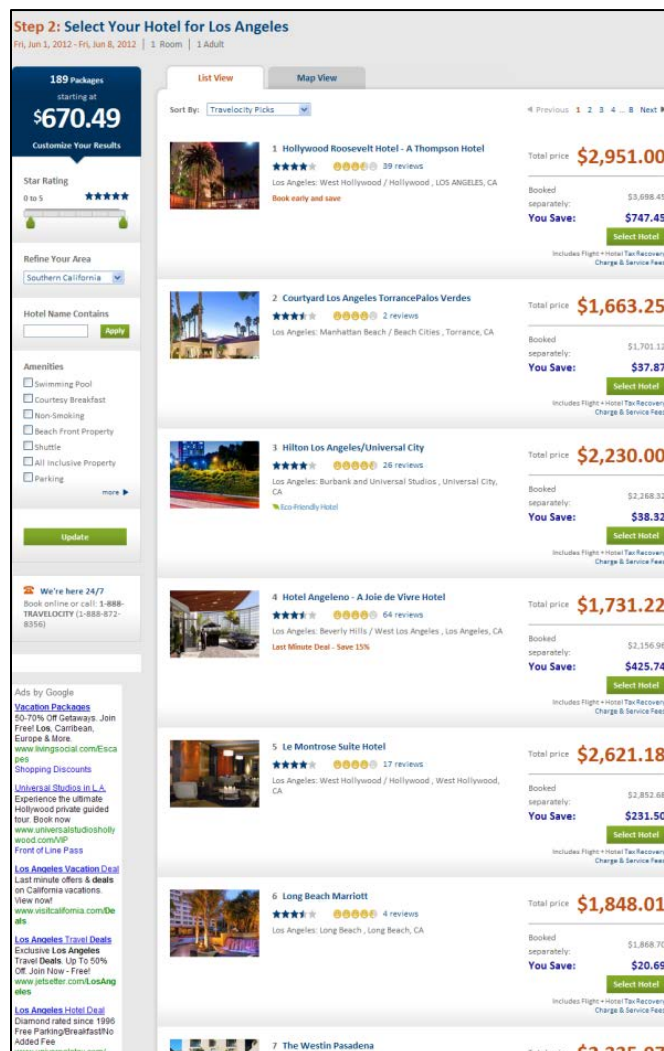 Step 2: Select Your Hotel for Los Angeles
Fri, Jun 1, 2012 - Fri, Jun 8, 2012 | 1 Room | 1 Adult
189 Packages
starting at
$670.49
Customize Your Results
Star Rating
0 to 5
Refine Your Area
Southern California
Hotel Name Contains
Apply
Amenities
Swimming Pool
Courtesy Breakfast
Non-Smoking
Beach Front Property
Shuttle
All Inclusive Property
Parking
more
Update
We're here 24/7
Book online or call: 1-888-
TRAVELOCITY (1-888-872-
8356)
Ads by Google
Vacation Packages
50-70% Off Getaways. Join
Free! Los, Carribean,
Europe & More.
www.livingsocial.com/Esca
pes
Shopping Discounts
Universal Studios in L.A.
Experience the ultimate
Hollywood private guided
tour. Book now
www.universalstudiosholly
wood.com/VIP
Front of Line Pass
Los Angeles Vacation Deal
Last minute offers & deals
on California vacations.
View now!
www.visitcalifornia.com/De
als
Los Angeles Travel Deals
Exclusive Los Angeles
Travel Deals. Up To 50%
Off. Join Now - Free!
www.jetsetter.com/LosAng
eles
Los Angeles Hotel Deal
Diamond rated since 1996
Free Parking/Breakfast/No
Added Fee
List View
Map View
Sort By: Travelocity Picks
Previous 1 2 3 4 ... 8 Next
1 Hollywood Roosevelt Hotel - A Thompson Hotel
39 reviews
Los Angeles: West Hollywood / Hollywood , LOS ANGELES, CA
Book early and save
Total price $2,951.00
Booked
separately: $3,698.45
You Save: $747.45
Select Hotel
Includes Flight + Hotel Tax Recovery
Charge & Service Fees
2 Courtyard Los Angeles TorrancePalos Verdes
2 reviews
Los Angeles: Manhattan Beach / Beach Cities , Torrance, CA
Total price $1,663.25
Booked
separately: $1,701.12
You Save: $37.87
Select Hotel
Includes Flight + Hotel Tax Recovery
Charge & Service Fees
3 Hilton Los Angeles/Universal City
26 reviews
Los Angeles: Burbank and Universal Studios , Universal City,
CA
Eco-Friendly Hotel
Total price $2,230.00
Booked
separately: $2,268.32
You Save: $38.32
Select Hotel
Includes Flight + Hotel Tax Recovery
Charge & Service Fees
4 Hotel Angeleno - A Joie de Vivre Hotel
64 reviews
Los Angeles: Beverly Hills / West Los Angeles , Los Angeles, CA
Last Minute Deal - Save 15%
Total price $1,731.22
Booked
separately: $2,156.96
You Save: $425.74
Select Hotel
Includes Flight + Hotel Tax Recovery
Charge & Service Fees
5 Le Montrose Suite Hotel
17 reviews
Los Angeles: West Hollywood / Hollywood , West Hollywood,
CA
Total price $2,621.18
Booked
separately: $2,852.68
You Save: $231.50
Select Hotel
Includes Flight + Hotel Tax Recovery
Charge & Service Fees
6 Long Beach Marriott
4 reviews
Los Angeles: Long Beach , Long Beach, CA
Total price $1,848.01
Booked
separately: $1,868.70
You Save: $20.69
Select Hotel
Includes Flight + Hotel Tax Recovery
Charge & Service Fees
7 The Westin Pasadena